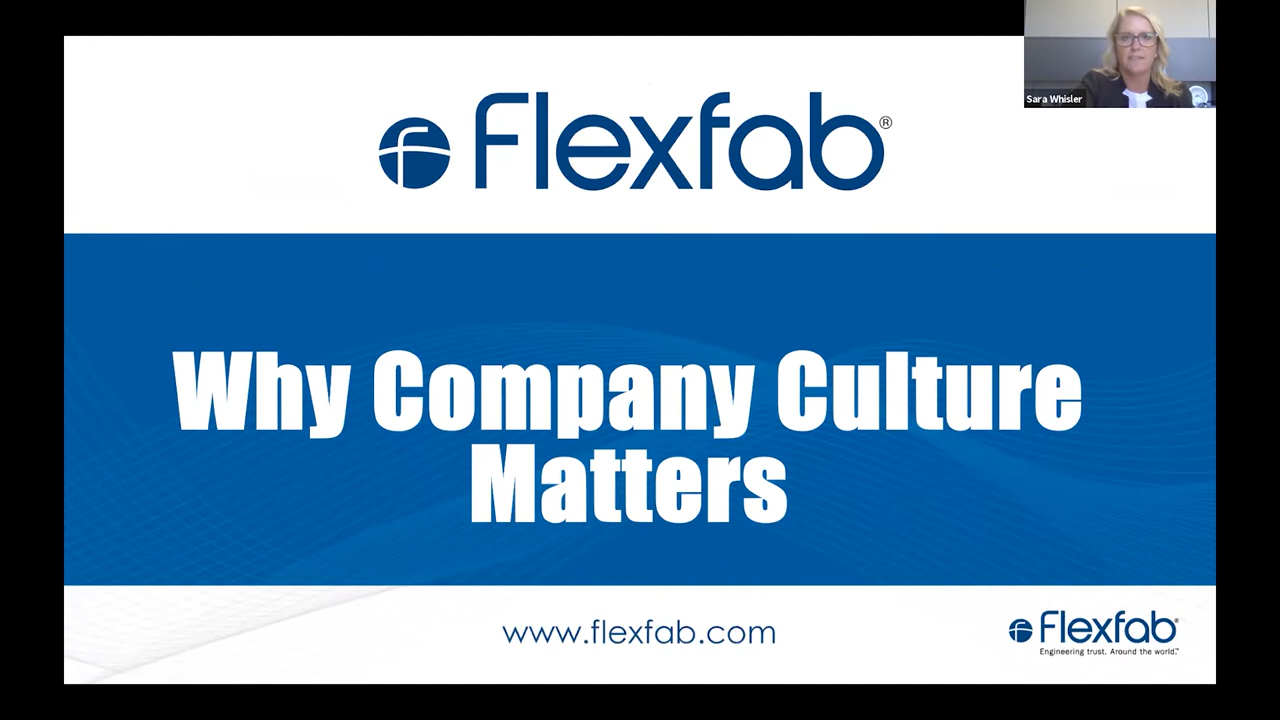 Sara Whisler
Flexfab®
Why Company Culture
Matters
www.flexfab.com
Flexfab®
Engineering trust. Around the world.™